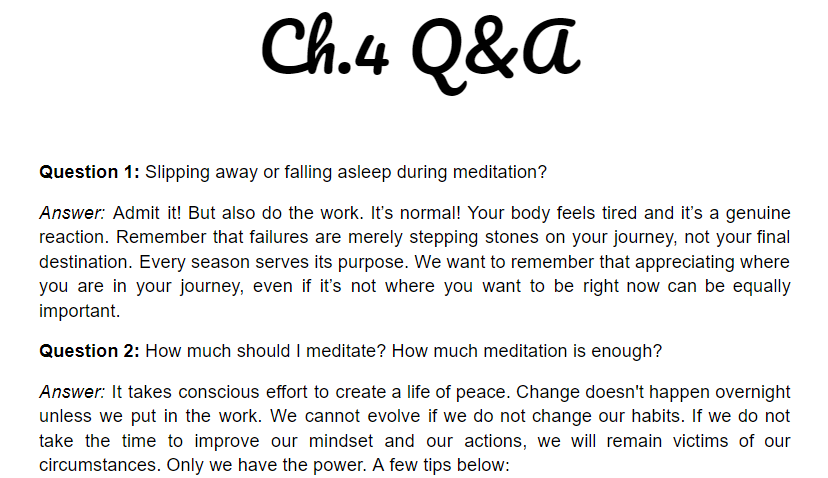 Ch.4 Q&A
Question 1: Slipping away or falling asleep during meditation?
Answer: Admit it! But also do the work. It’s normal! Your body feels tired and it’s a genuine
reaction. Remember that failures are merely stepping stones on your journey, not your final
destination. Every season serves its purpose. We want to remember that appreciating where
you are in your journey, even if it’s not where you want to be right now can be equally
important.
Question 2: How much should I meditate? How much meditation is enough?
Answer: It takes conscious effort to create a life of peace. Change doesn't happen overnight
unless we put in the work. We cannot evolve if we do not change our habits. If we do not
take the time to improve our mindset and our actions, we will remain victims of our
circumstances. Only we have the power. A few tips below: